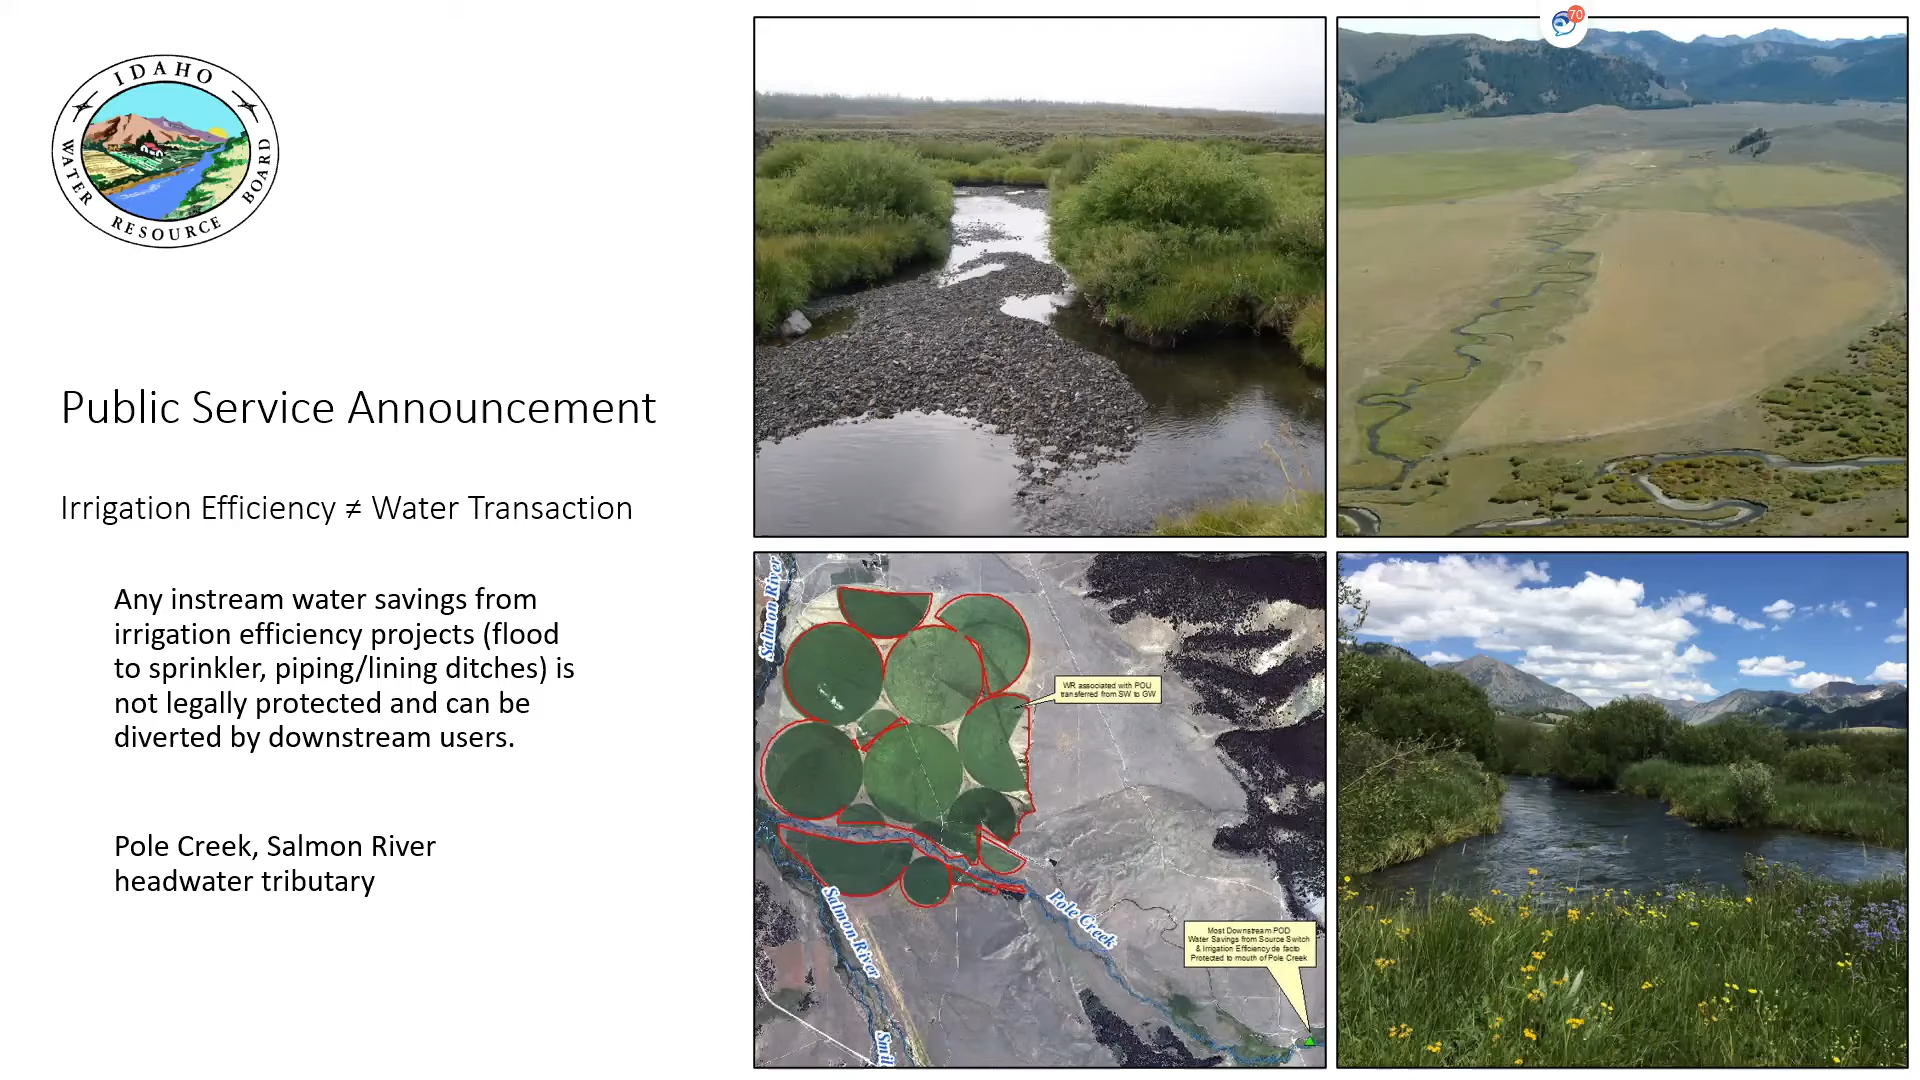 IDAHO
WATER RESOURCE BOARD
Public Service Announcement
Irrigation Efficiency ≠ Water Transaction
Any instream water savings from
irrigation efficiency projects (flood
to sprinkler, piping/lining ditches) is
not legally protected and can be
diverted by downstream users.
Pole Creek, Salmon River
headwater tributary
70
Salmon River
WR associated with POU
transferred from SW to GW
Salmon River
Pole Creek
Most Downstream POD
Water Savings from Source Switch
& Irrigation Efficiency de facto
Protected to mouth of Pole Creek
Smil